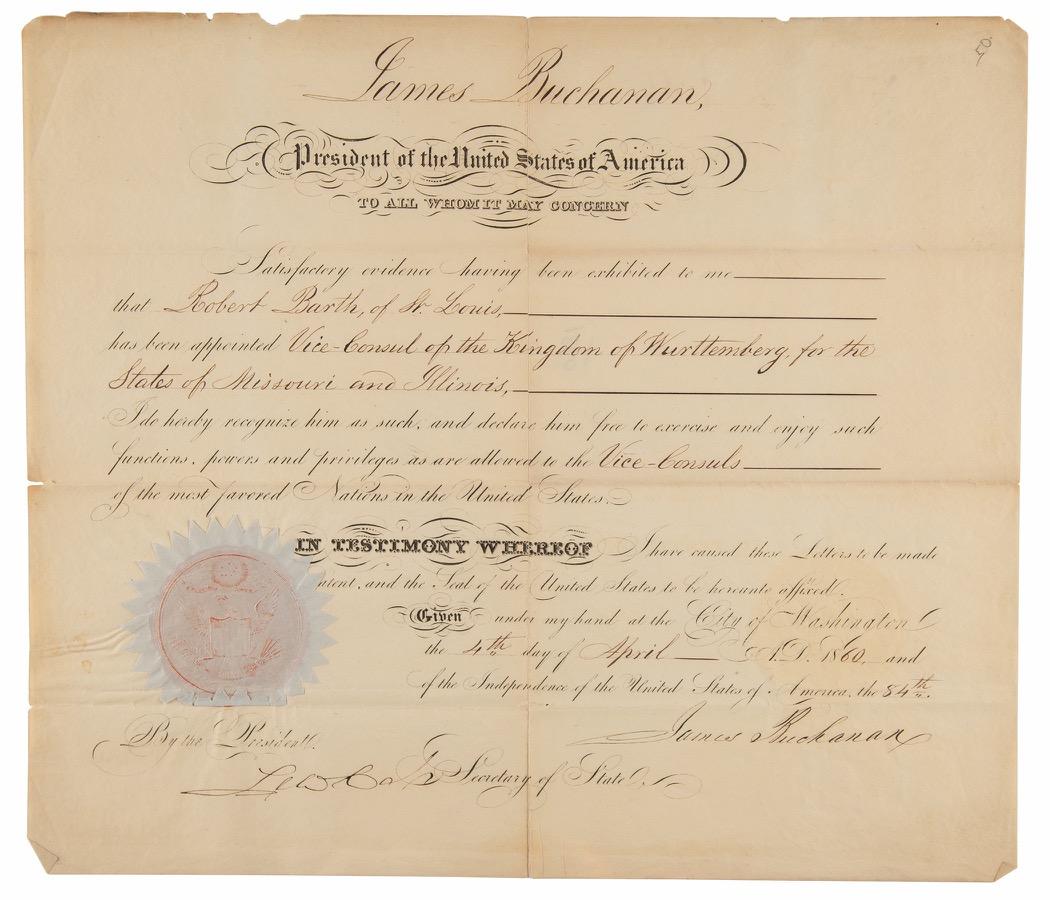 James Buchanan,
President of the United States of America
TO ALL WHOM IT MAY CONCERN
Satisfactory evidence having been exhibited to me
that Robert Barth, of St. Louis,
has been appointed Vice-Consul of the Kingdom of Wurttemberg, for the
States of Missouri and Illinois,
I do hereby recognize him as such, and declare him free to exercise and enjoy such
functions, powers and privileges as are allowed to the Vice-Consuls
of the most favored Nations in the United States.
IN TESTIMONY WHEREOF I have caused these Letters to be made
atent, and the Seal of the United States to be hereunto affixed.
Given under my hand at the City of Washington
the 4th day of April A.D. 1860, and
of the Independence of the United States of America, the 84th.
James Buchanan
By the President.
Lew Cass Secretary of State.